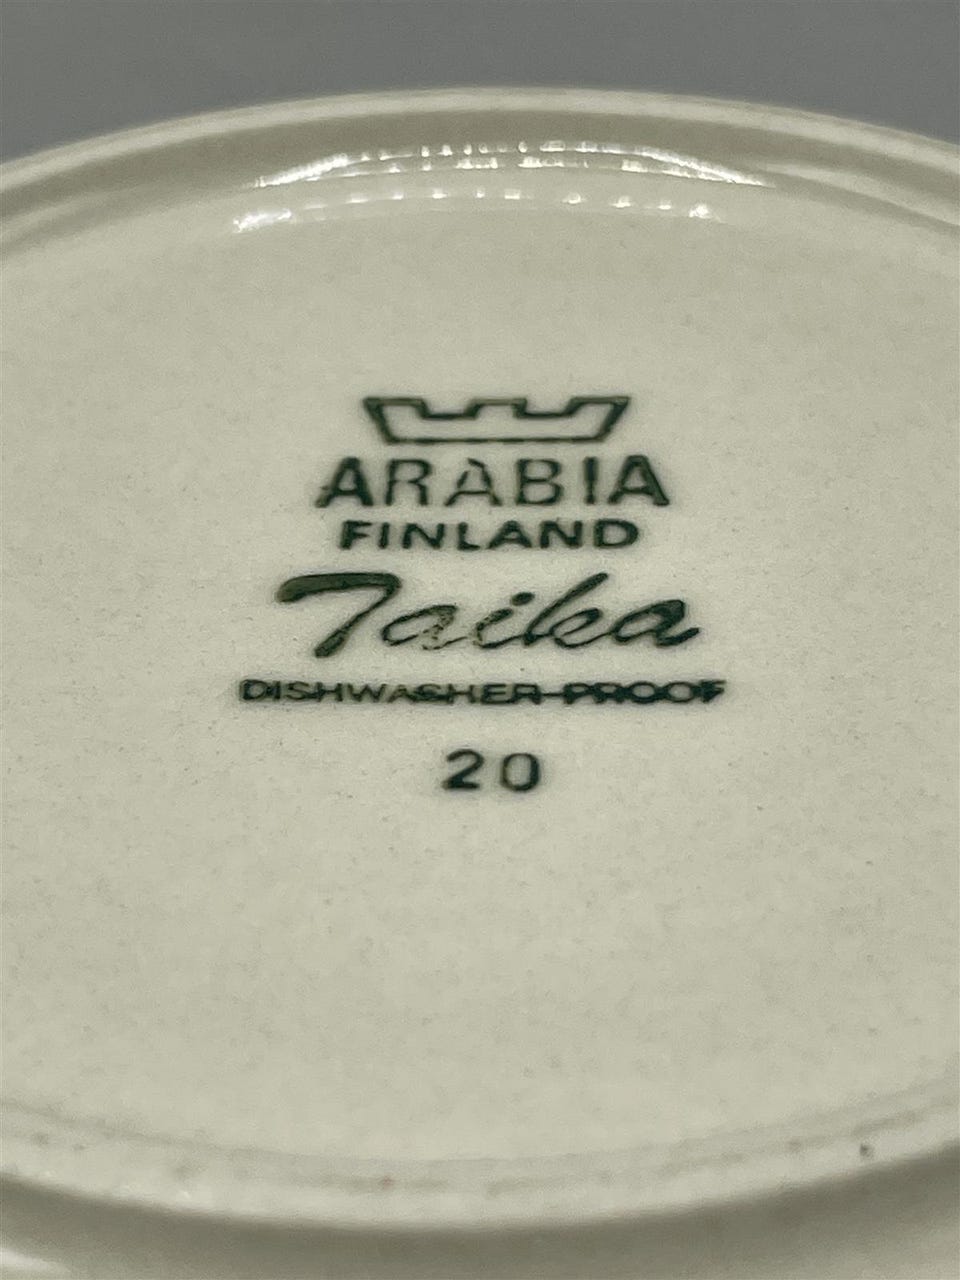 ARABIA
FINLAND
Taika
DISHWASHER-PROOF
20